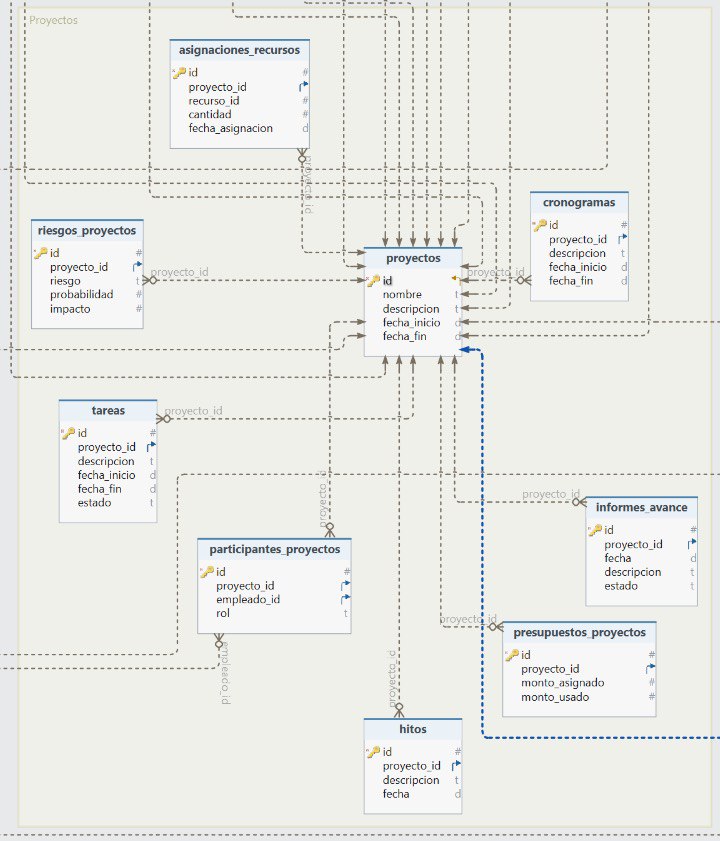 Proyectos
asignaciones_recursos
id #
proyecto_id
recurso_id #
cantidad #
fecha_asignacion d
proyecto_id
riesgos_proyectos
id #
proyecto_id
riesgo t
probabilidad #
impacto #
proyecto_id
proyectos
id
nombre t
descripcion t
fecha_inicio d
fecha_fin d
proyecto_id
cronogramas
id #
proyecto_id
descripcion t
fecha_inicio d
fecha_fin d
tareas
id #
proyecto_id
descripcion t
fecha_inicio d
fecha_fin d
estado t
proyecto_id
proyecto_id
participantes_proyectos
id #
proyecto_id
empleado_id
rol t
empleado_id
proyecto_id
informes_avance
id #
proyecto_id
fecha d
descripcion t
estado t
proyecto_id
presupuestos_proyectos
id #
proyecto_id
monto_asignado #
monto_usado #
proyecto_id
hitos
id #
proyecto_id
descripcion t
fecha d